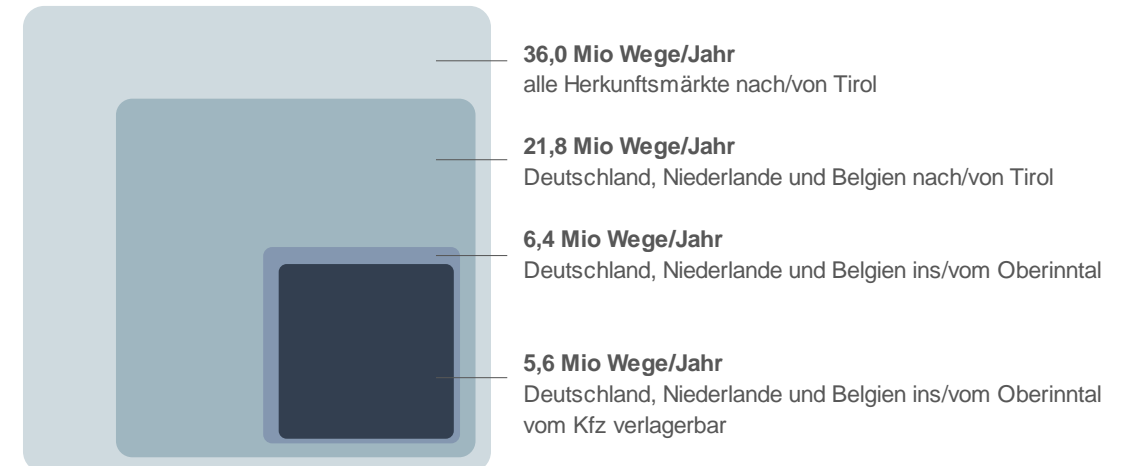 36,0 Mio Wege/Jahr
alle Herkunftsmärkte nach/von Tirol
21,8 Mio Wege/Jahr
Deutschland, Niederlande und Belgien nach/von Tirol
6,4 Mio Wege/Jahr
Deutschland, Niederlande und Belgien ins/vom Oberinntal
5,6 Mio Wege/Jahr
Deutschland, Niederlande und Belgien ins/vom Oberinntal
vom Kfz verlagerbar